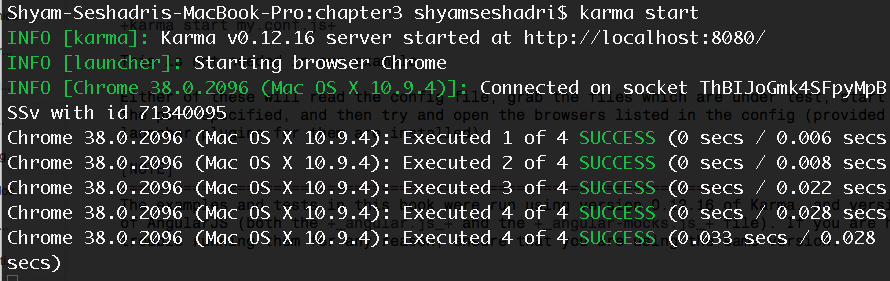 Shyam-Seshadris-MacBook-Pro:chapter3 shyamseshadri$ karma start
INFO [karma]: Karma v0.12.16 server started at http://localhost:8080/
INFO [launcher]: Starting browser Chrome
INFO [Chrome 38.0.2096 (Mac OS X 10.9.4)]: Connected on socket ThBIJoGmk4SFpyMpB
SSv with id 71340095
Chrome 38.0.2096 (Mac OS X 10.9.4): Executed 1 of 4 SUCCESS (0 secs / 0.006 secs
Chrome 38.0.2096 (Mac OS X 10.9.4): Executed 2 of 4 SUCCESS (0 secs / 0.008 secs
Chrome 38.0.2096 (Mac OS X 10.9.4): Executed 3 of 4 SUCCESS (0 secs / 0.022 secs
Chrome 38.0.2096 (Mac OS X 10.9.4): Executed 4 of 4 SUCCESS (0 secs / 0.028 secs
Chrome 38.0.2096 (Mac OS X 10.9.4): Executed 4 of 4 SUCCESS (0.033 secs / 0.028
secs)